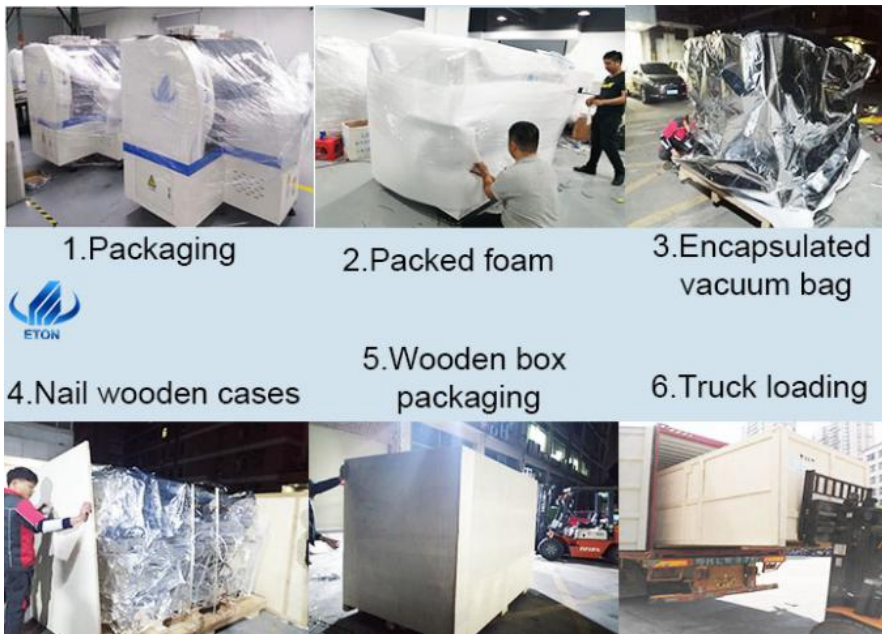 1.Packaging
2.Packed foam
3.Encapsulated
vacuum bag
ETON
4.Nail wooden cases
5.Wooden box
packaging
6.Truck loading